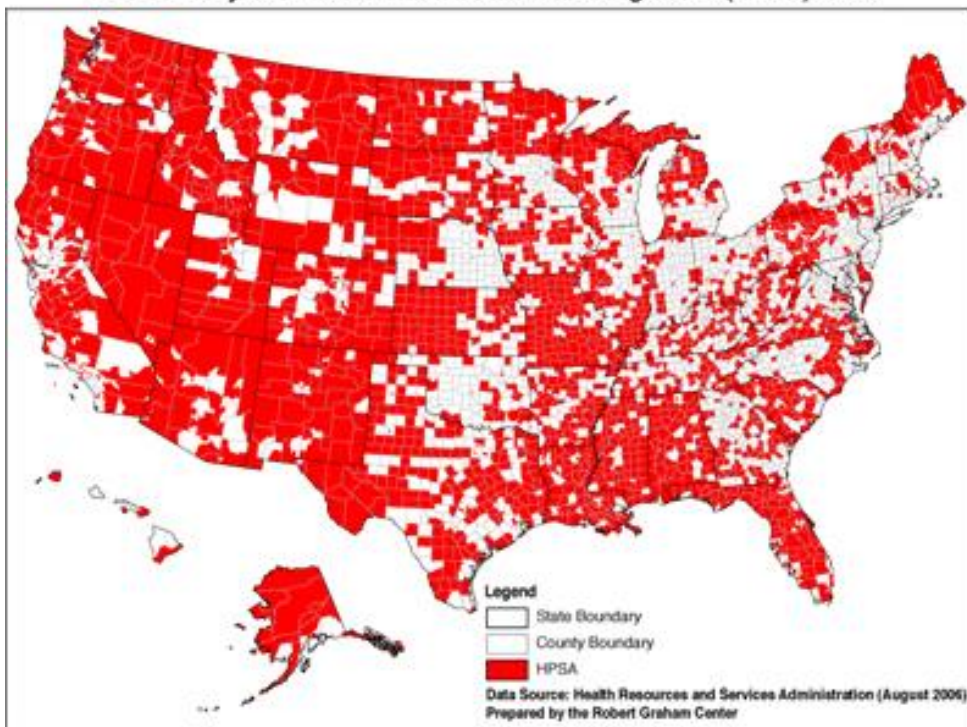 Legend
State Boundary
County Boundary
HPSA
Data Source: Health Resources and Services Administration (August 2006)
Prepared by the Robert Graham Center